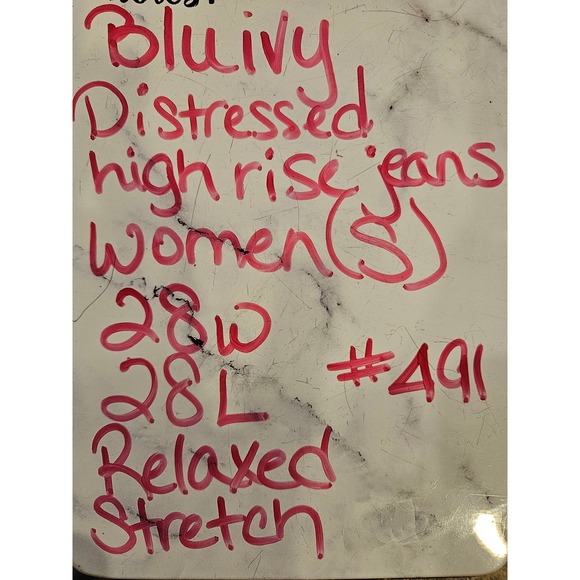 Bluivy
Distressed
high rise jeans
women(S)
28W
28L
#491
Relaxed
Stretch